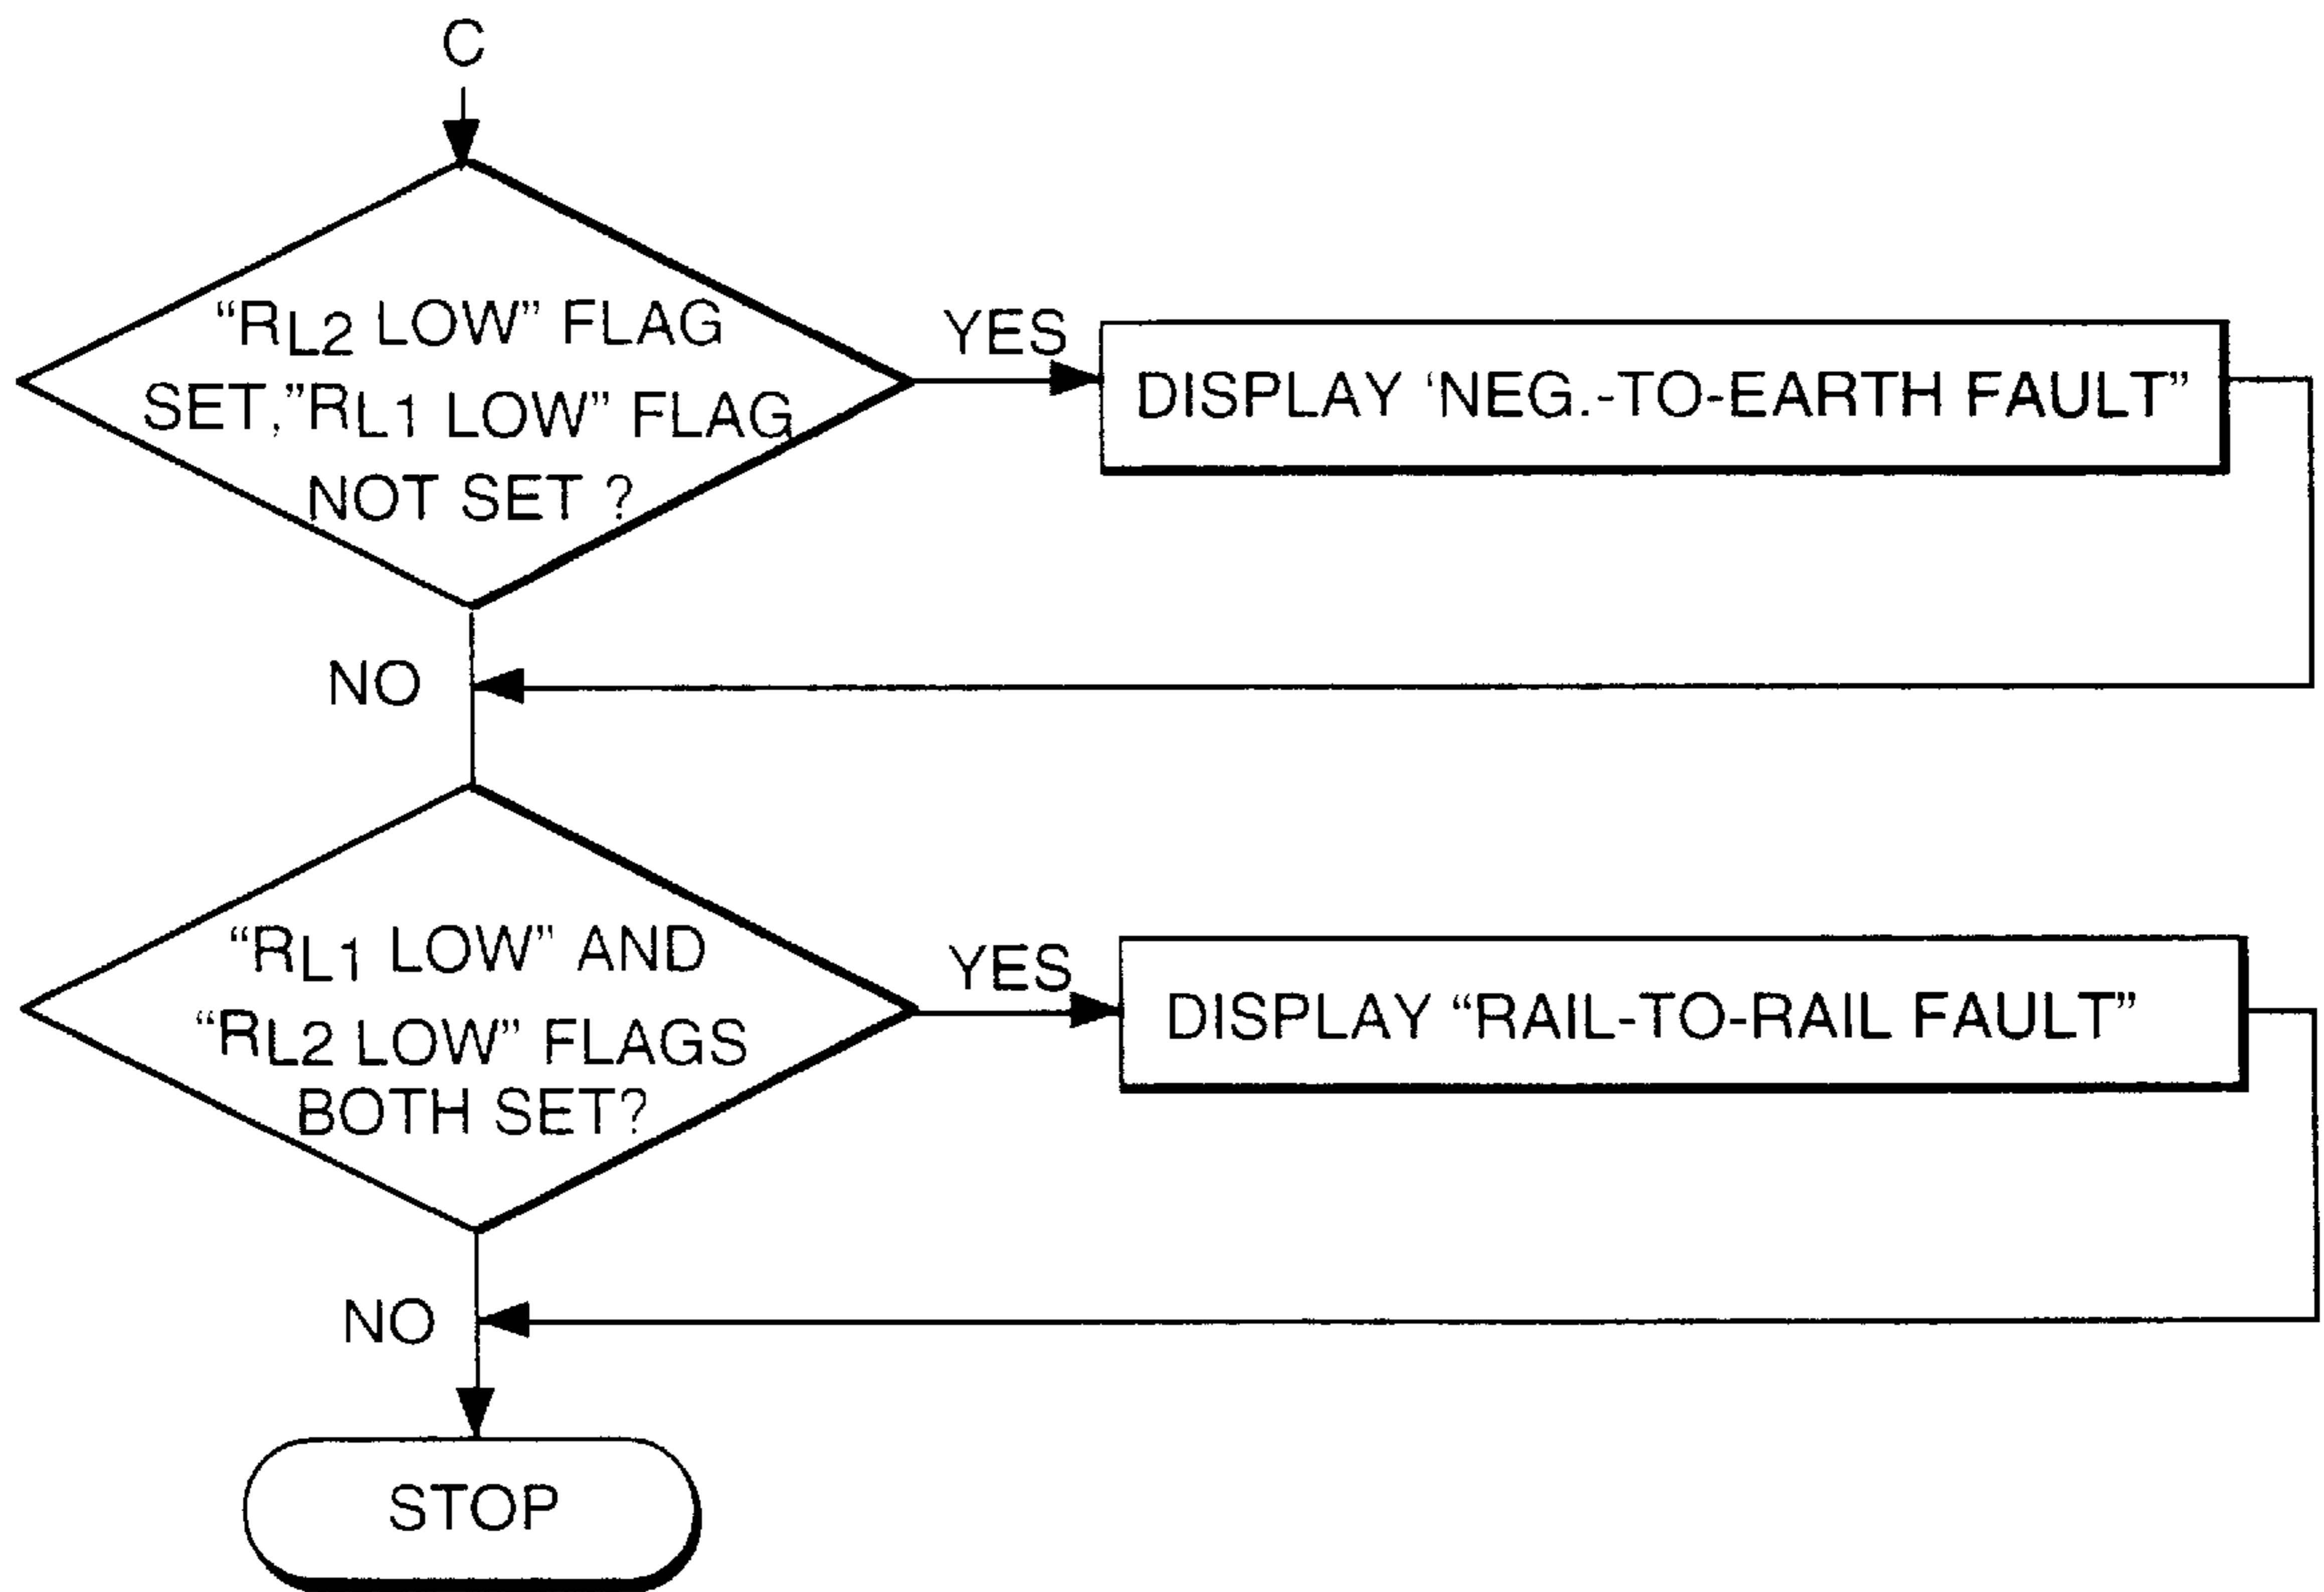 C
“RL2 LOW” FLAG
SET,”RL1 LOW” FLAG
NOT SET ?
YES
DISPLAY ‘NEG.-TO-EARTH FAULT”
NO
“RL1 LOW” AND
“RL2 LOW” FLAGS
BOTH SET?
YES
DISPLAY “RAIL-TO-RAIL FAULT”
NO
STOP